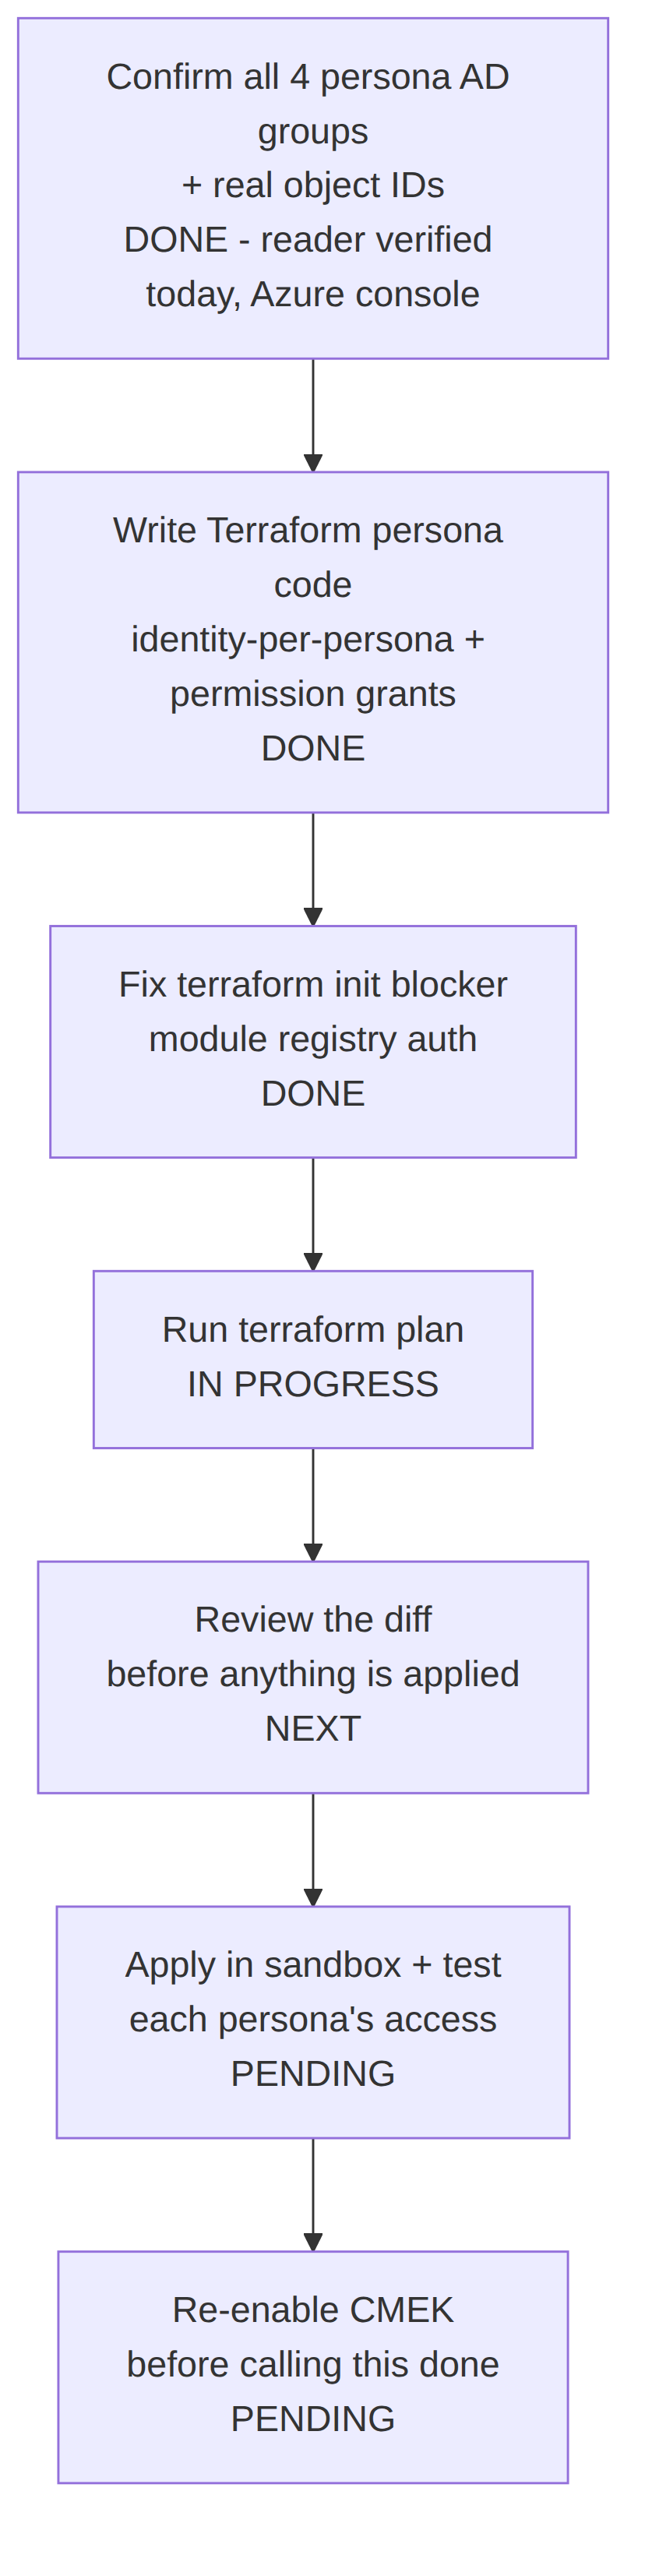 Confirm all 4 persona AD
groups
+ real object IDs
DONE - reader verified
today, Azure console
Write Terraform persona
code
identity-per-persona +
permission grants
DONE
Fix terraform init blocker
module registry auth
DONE
Run terraform plan
IN PROGRESS
Review the diff
before anything is applied
NEXT
Apply in sandbox + test
each persona's access
PENDING
Re-enable CMEK
before calling this done
PENDING